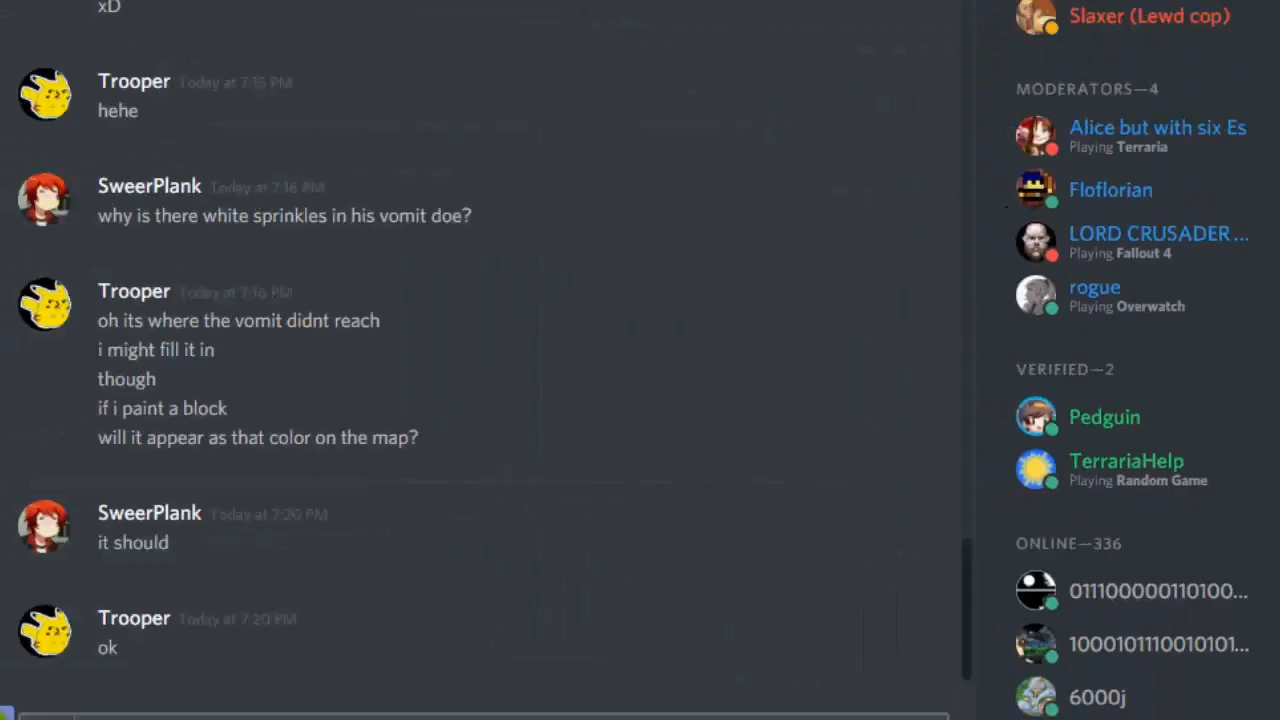 xD
Trooper Today at 7:15 PM
hehe
SweerPlank Today at 7:16 PM
why is there white sprinkles in his vomit doe?
Trooper Today at 7:16 PM
oh its where the vomit didnt reach
i might fill it in
though
if i paint a block
will it appear as that color on the map?
SweerPlank Today at 7:20 PM
it should
Trooper Today at 7:20 PM
ok
Slaxer (Lewd cop)
MODERATORS—4
Alice but with six Es
Playing Terraria
Floflorian
LORD CRUSADER ...
Playing Fallout 4
rogue
Playing Overwatch
VERIFIED—2
Pedguin
TerrariaHelp
Playing Random Game
ONLINE—336
011100000110100...
1000101110010101...
6000j